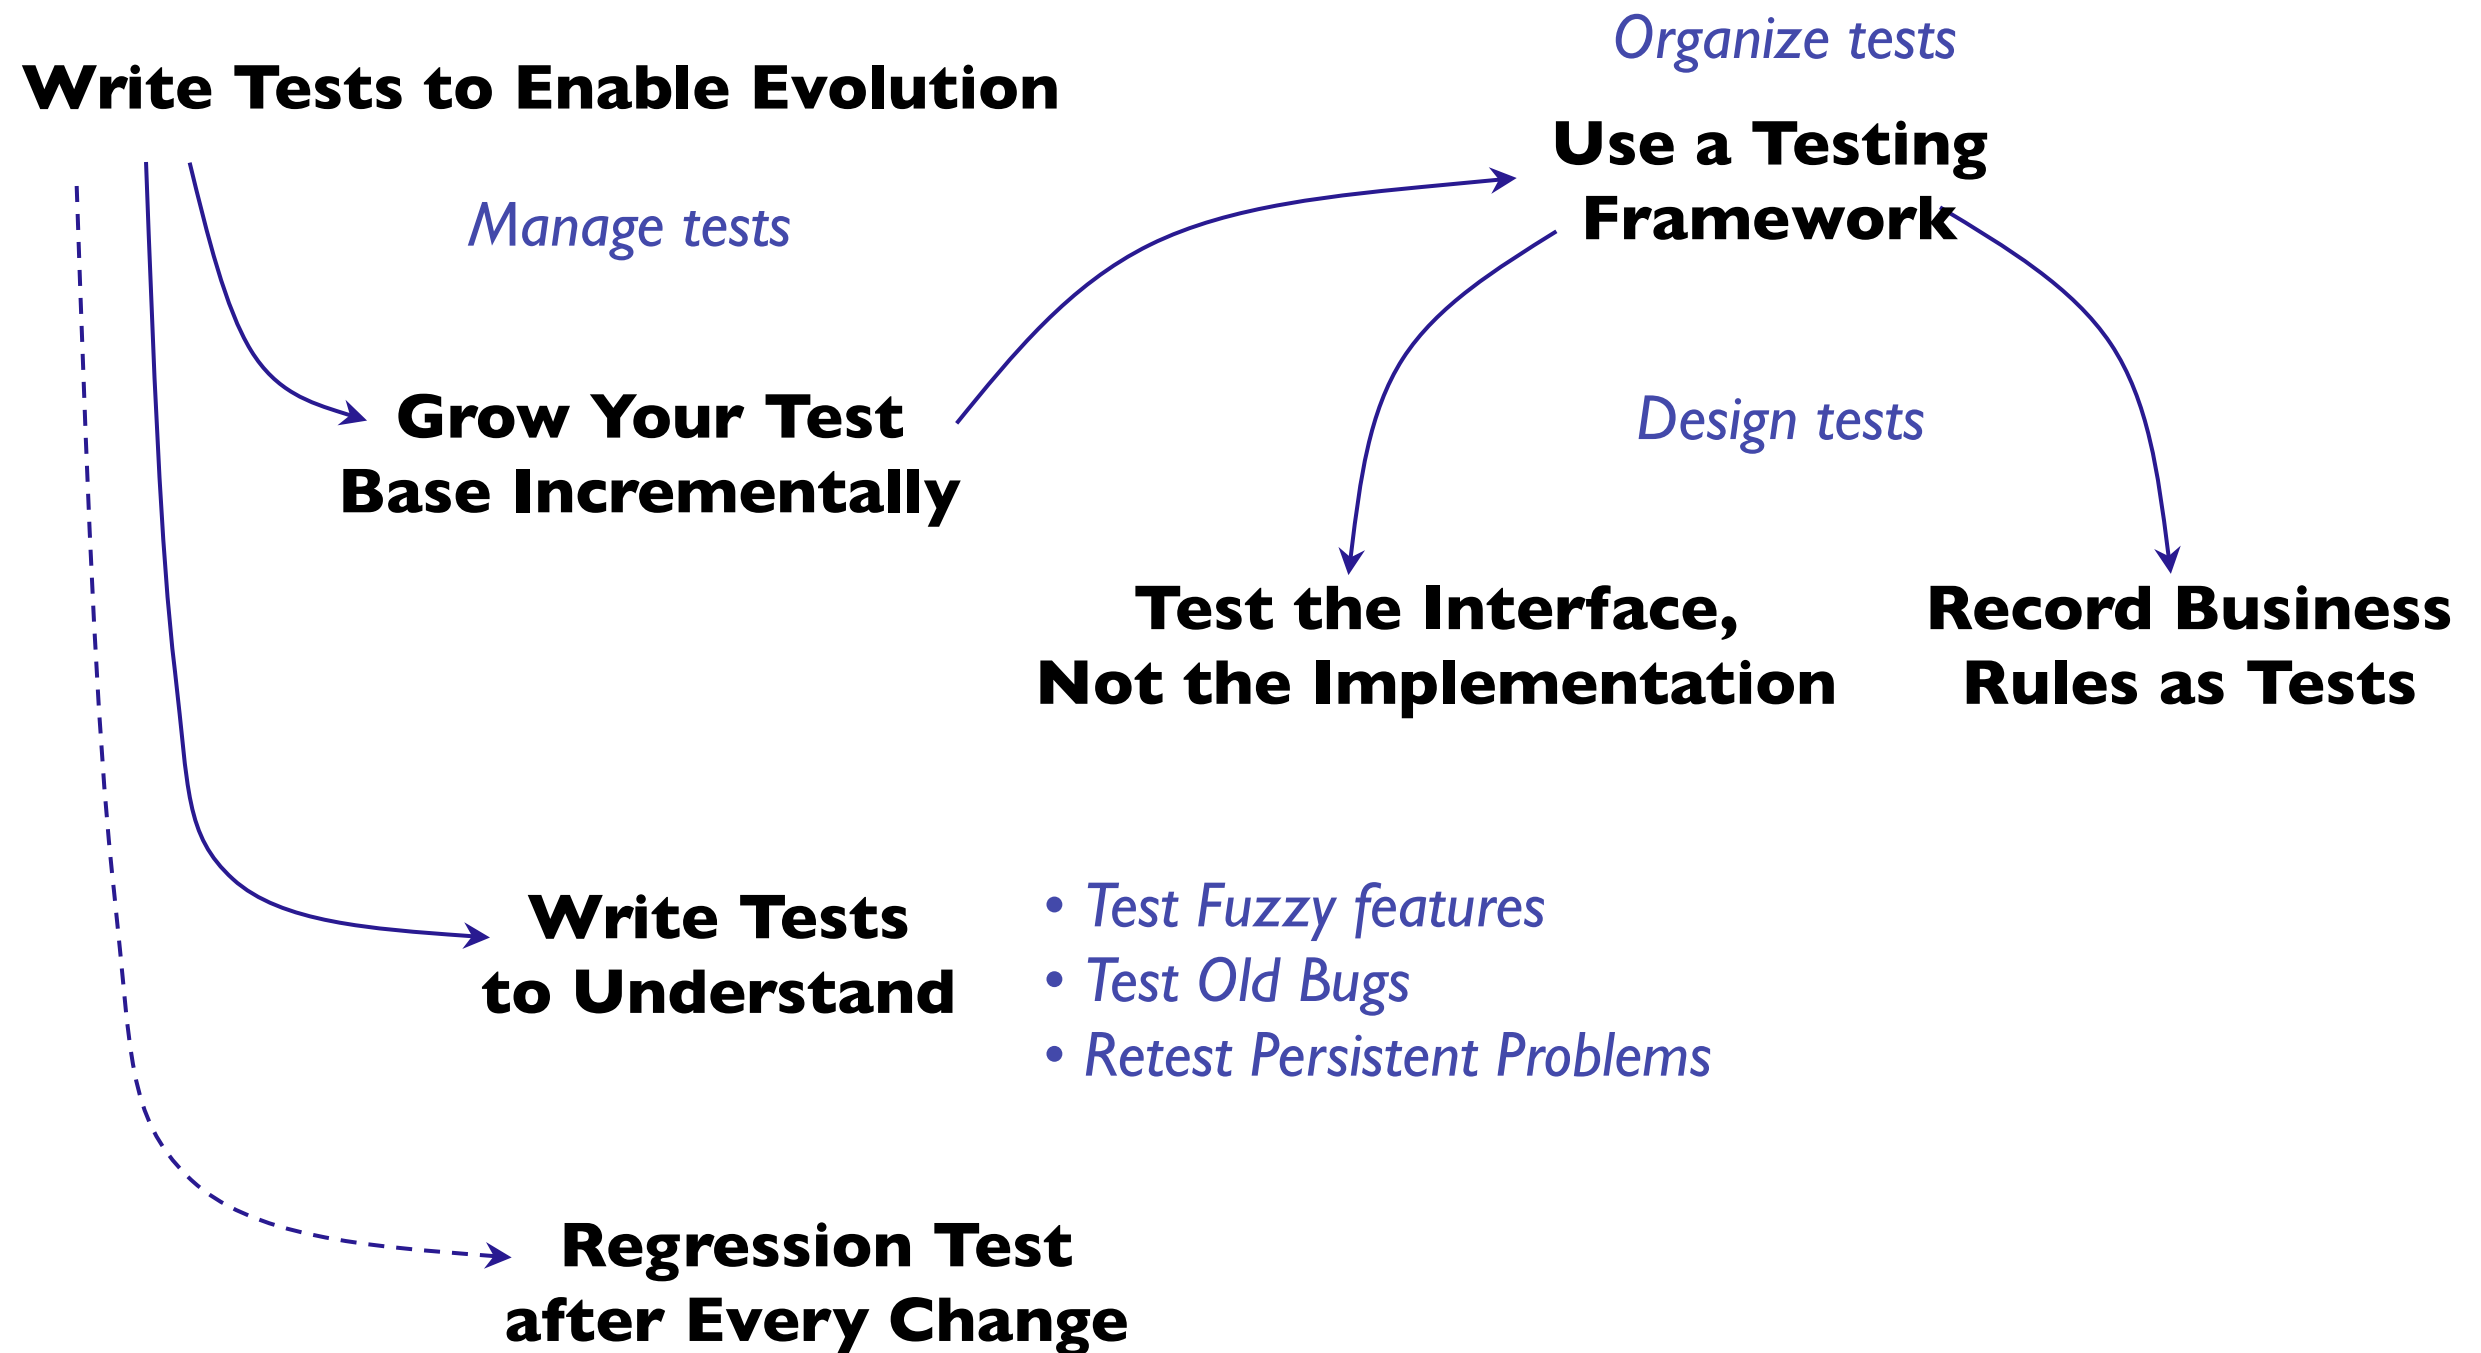 Write Tests to Enable Evolution
Organize tests
Use a Testing
Framework
Manage tests
Grow Your Test
Base Incrementally
Design tests
Test the Interface,
Not the Implementation
Record Business
Rules as Tests
Write Tests
to Understand
• Test Fuzzy features
• Test Old Bugs
• Retest Persistent Problems
Regression Test
after Every Change